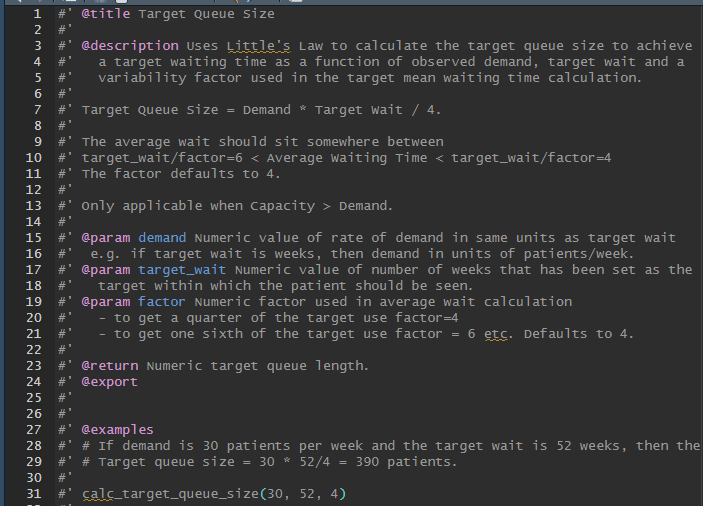 1 #' @title Target Queue Size
2 #'
3 #' @description Uses Little's Law to calculate the target queue size to achieve
4 #'   a target waiting time as a function of observed demand, target wait and a
5 #'   variability factor used in the target mean waiting time calculation.
6 #'
7 #' Target Queue Size = Demand * Target Wait / 4.
8 #'
9 #' The average wait should sit somewhere between
10 #' target_wait/factor=6 < Average Waiting Time < target_wait/factor=4
11 #' The factor defaults to 4.
12 #'
13 #' Only applicable when Capacity > Demand.
14 #'
15 #' @param demand Numeric value of rate of demand in same units as target wait
16 #'  e.g. if target wait is weeks, then demand in units of patients/week.
17 #' @param target_wait Numeric value of number of weeks that has been set as the
18 #'   target within which the patient should be seen.
19 #' @param factor Numeric factor used in average wait calculation
20 #'   - to get a quarter of the target use factor=4
21 #'   - to get one sixth of the target use factor = 6 etc. Defaults to 4.
22 #'
23 #' @return Numeric target queue length.
24 #' @export
25 #'
26 #'
27 #' @examples
28 #' # If demand is 30 patients per week and the target wait is 52 weeks, then the
29 #' # Target queue size = 30 * 52/4 = 390 patients.
30 #'
31 #' calc_target_queue_size(30, 52, 4)